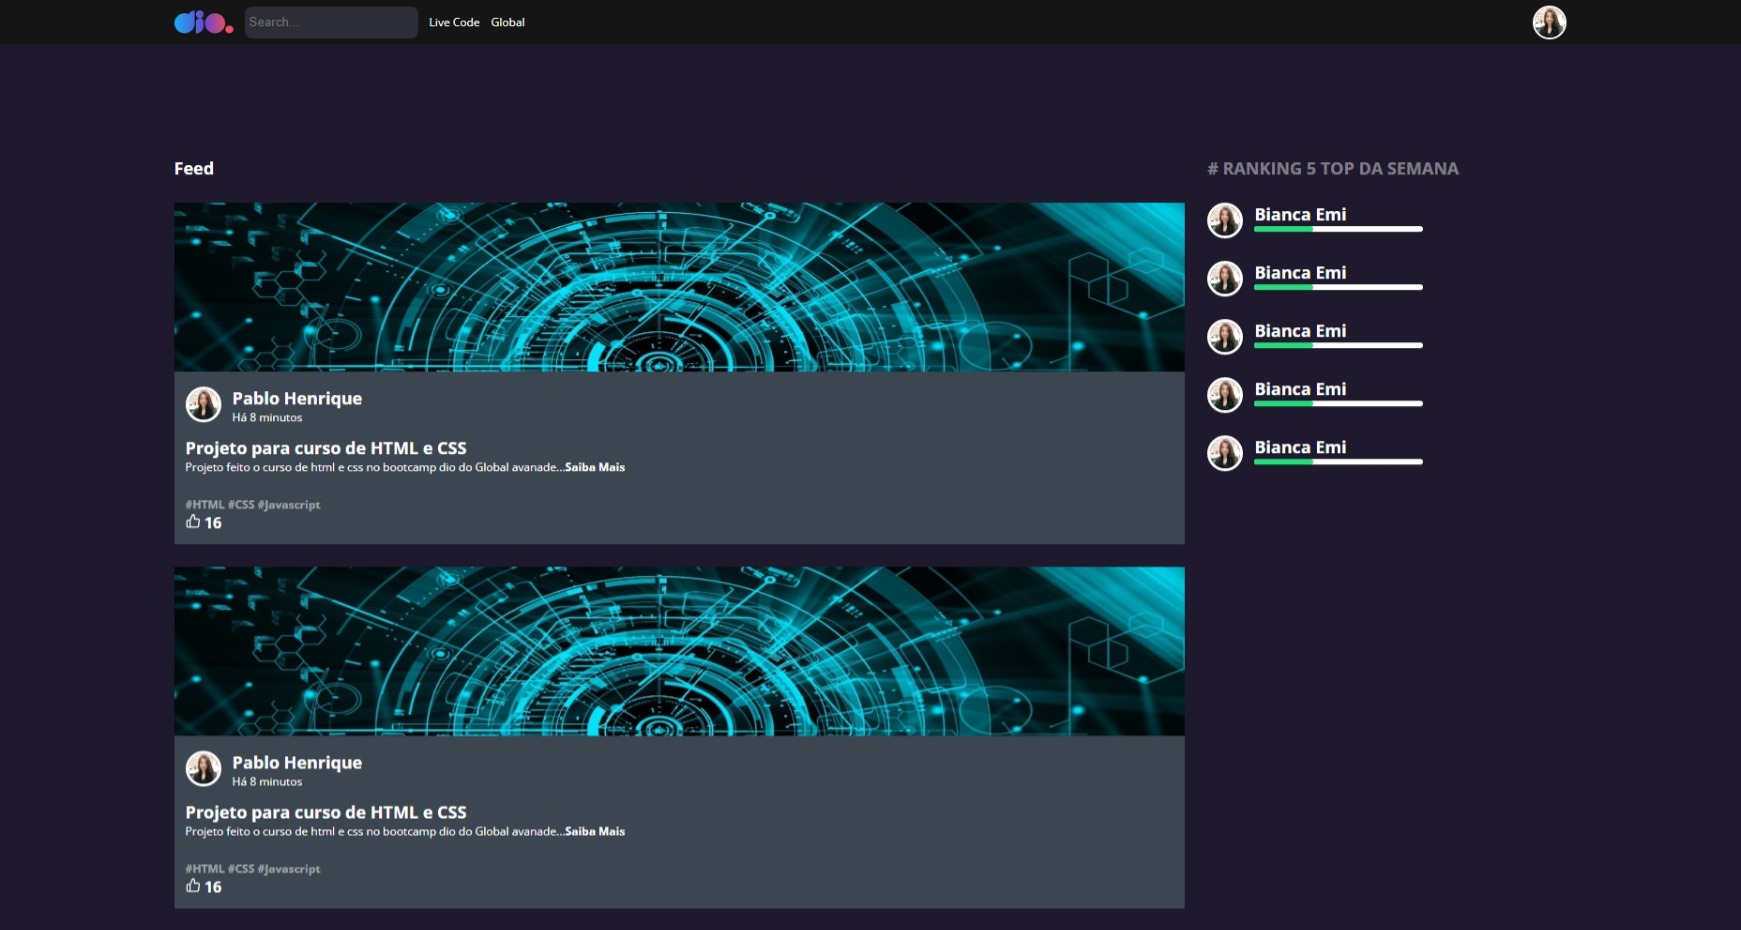 dio.
Search...
Live Code
Global
Feed
Pablo Henrique
Há 8 minutos
Projeto para curso de HTML e CSS
Projeto feito o curso de html e css no bootcamp dio do Global avanade...Saiba Mais
#HTML #CSS #Javascript
16
Pablo Henrique
Há 8 minutos
Projeto para curso de HTML e CSS
Projeto feito o curso de html e css no bootcamp dio do Global avanade...Saiba Mais
#HTML #CSS #Javascript
16
# RANKING 5 TOP DA SEMANA
Bianca Emi
Bianca Emi
Bianca Emi
Bianca Emi
Bianca Emi